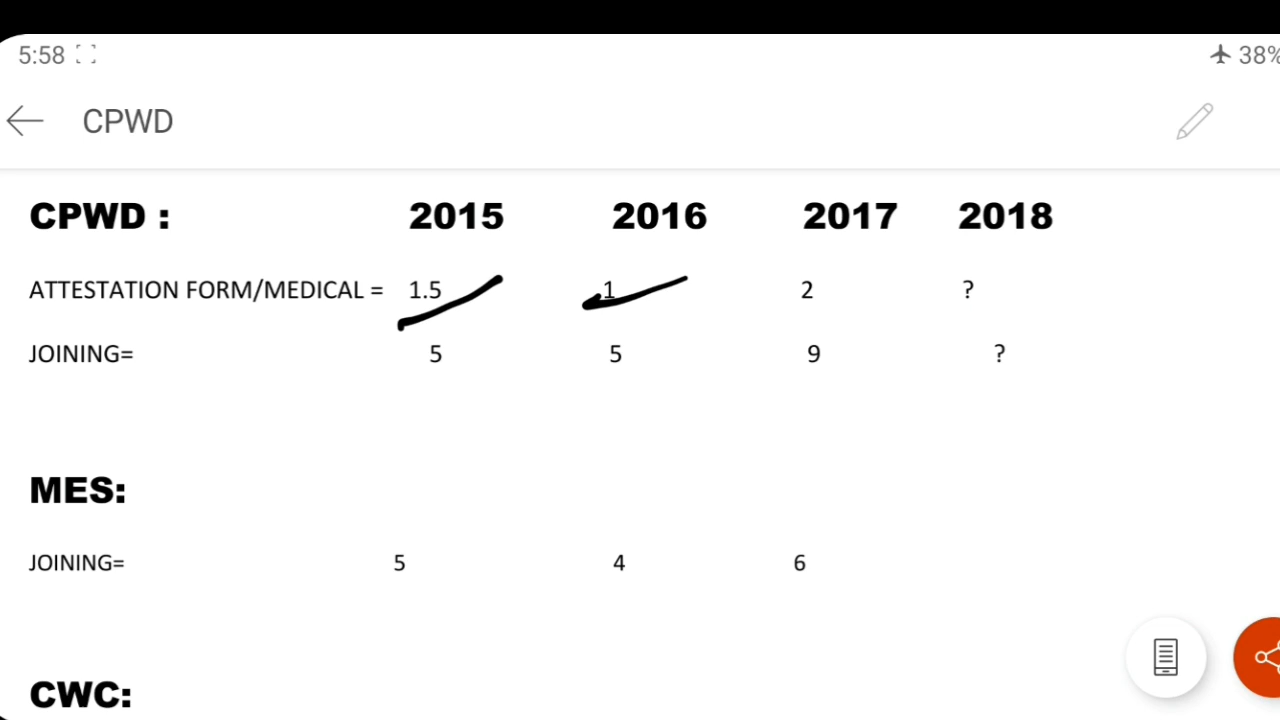 5:58 38%
CPWD
CPWD : 2015 2016 2017 2018
ATTESTATION FORM/MEDICAL = 1.5 1 2 ?
JOINING= 5 5 9 ?
MES:
JOINING= 5 4 6
CWC: